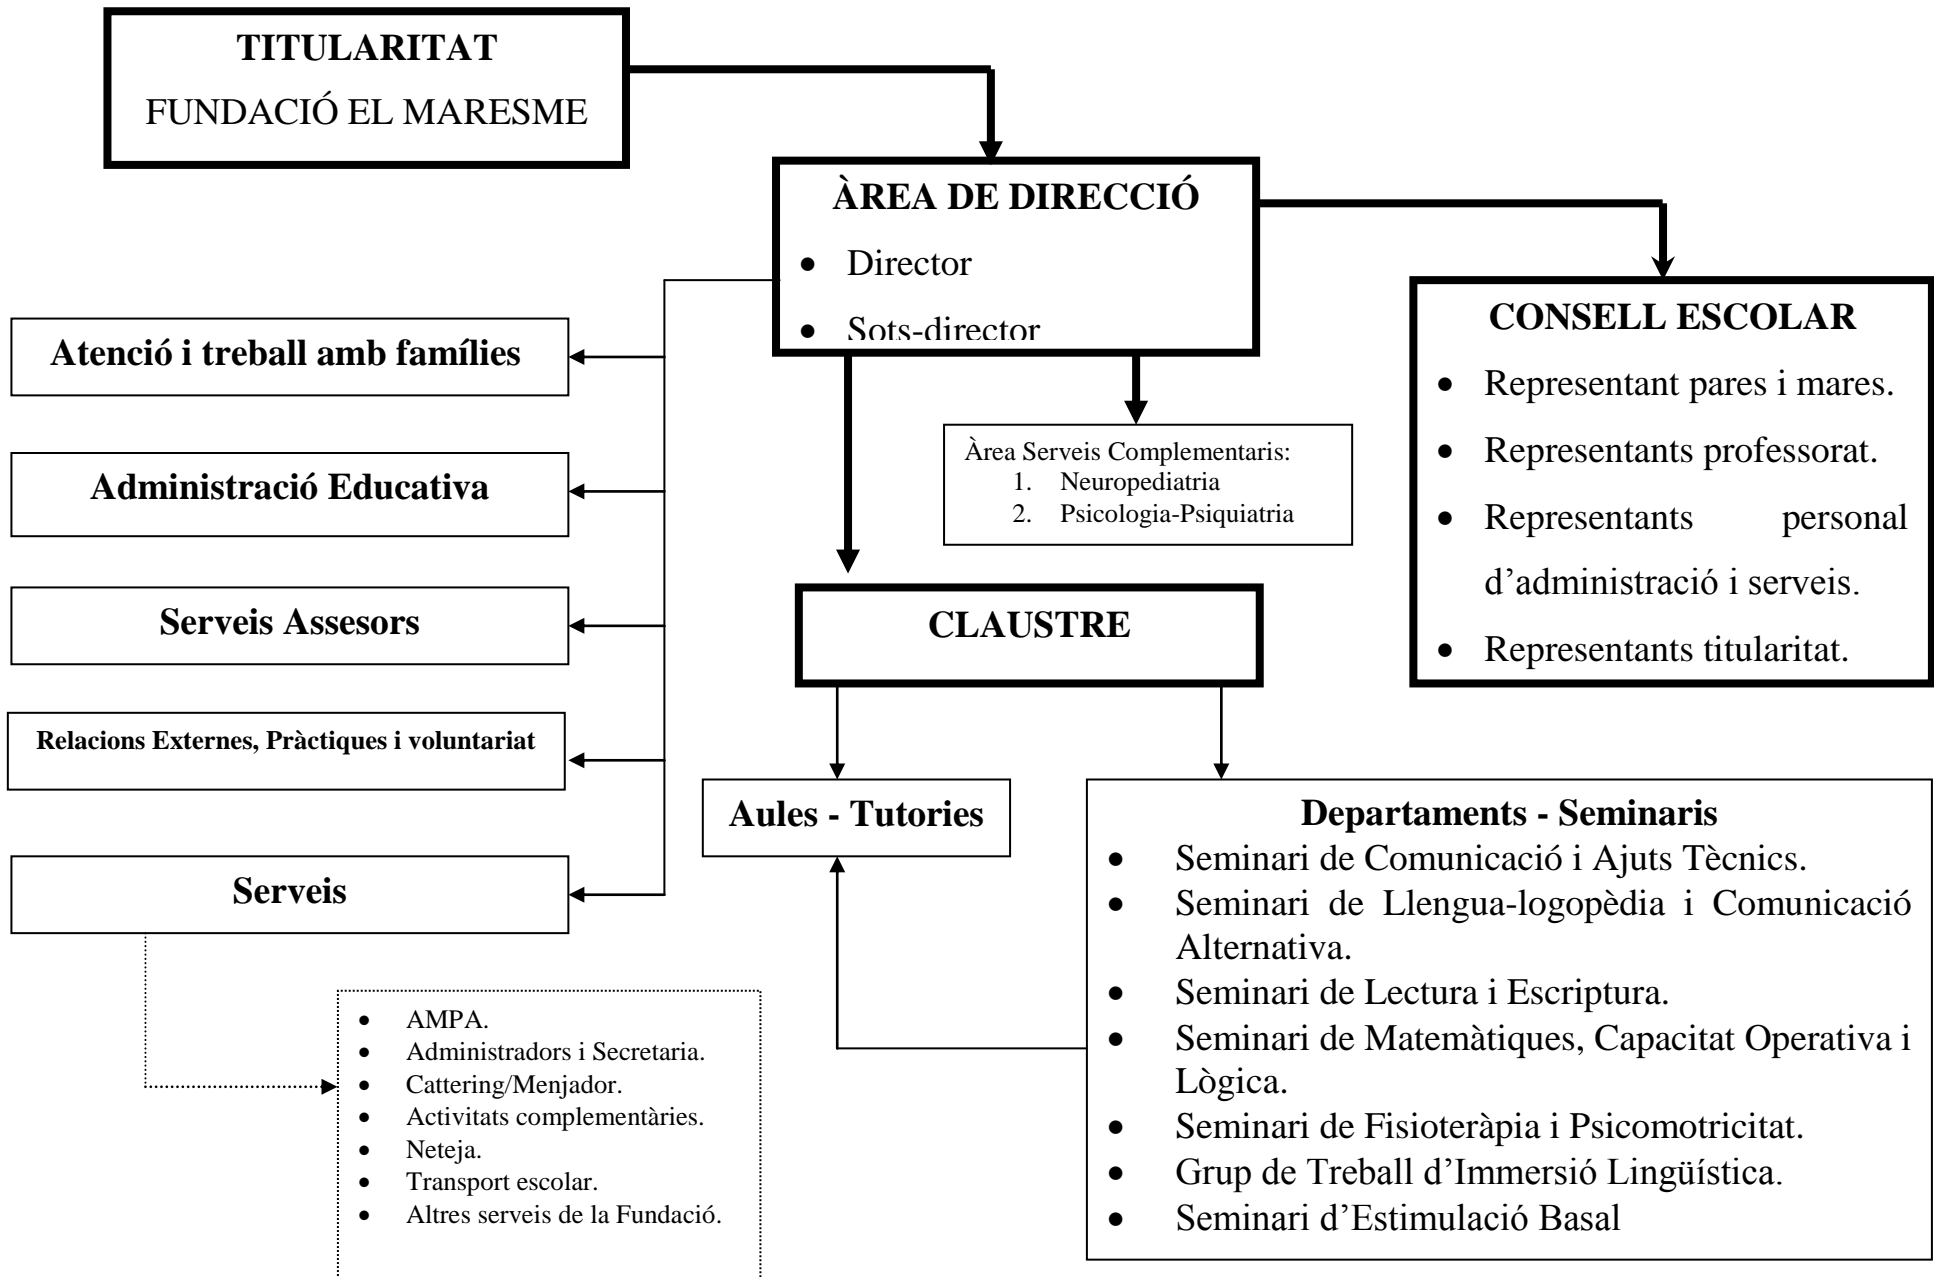 TITULARITAT
FUNDACIÓ EL MARESME
ÀREA DE DIRECCIÓ
• Director
• Sots-director
CONSELL ESCOLAR
• Representant pares i mares.
• Representants professorat.
• Representants personal
d’administració i serveis.
• Representants titularitat.
Atenció i treball amb famílies
Administració Educativa
Serveis Assesors
Relacions Externes, Pràctiques i voluntariat
Serveis
Àrea Serveis Complementaris:
1. Neuropediatria
2. Psicologia-Psiquiatria
CLAUSTRE
Aules - Tutories
Departaments - Seminaris
• Seminari de Comunicació i Ajuts Tècnics.
• Seminari de Llengua-logopèdia i Comunicació
Alternativa.
• Seminari de Lectura i Escriptura.
• Seminari de Matemàtiques, Capacitat Operativa i
Lògica.
• Seminari de Fisioteràpia i Psicomotricitat.
• Grup de Treball d’Immersió Lingüística.
• Seminari d’Estimulació Basal
• AMPA.
• Administradors i Secretaria.
• Cattering/Menjador.
• Activitats complementàries.
• Neteja.
• Transport escolar.
• Altres serveis de la Fundació.